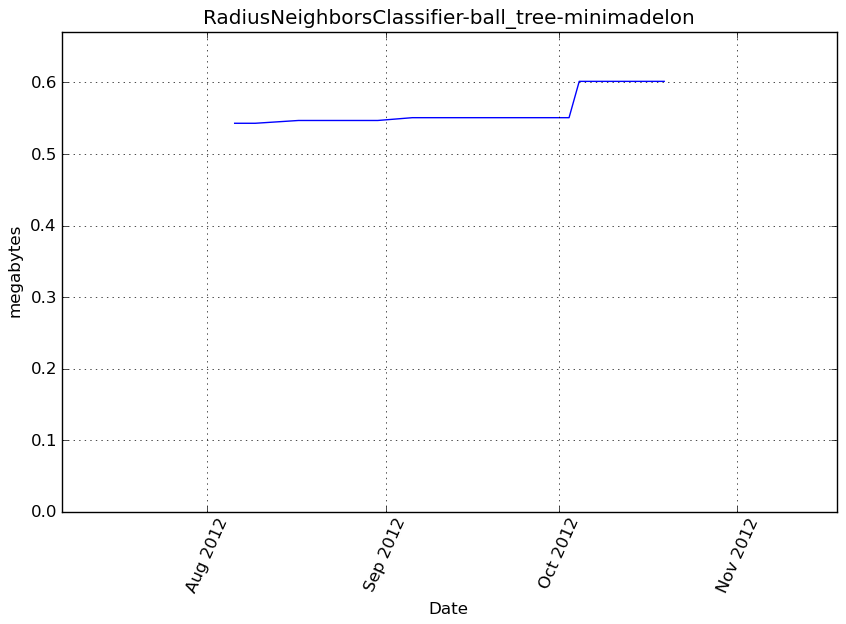 RadiusNeighborsClassifier-ball_tree-minimadelon
0.6
0.5
0.4
0.3
0.2
0.1
0.0
megabytes
Aug 2012
Sep 2012
Oct 2012
Nov 2012
Date